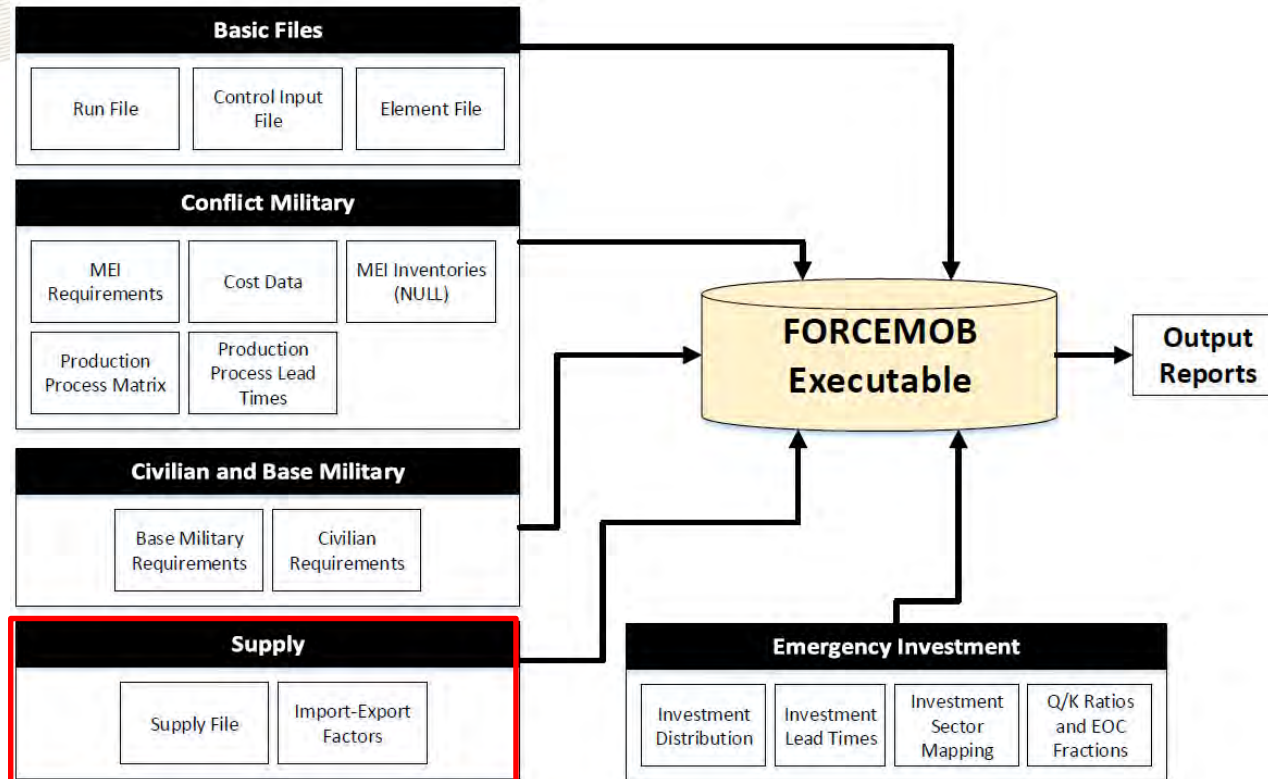 Basic Files
Run File
Control Input
File
Element File
Conflict Military
MEI
Requirements
Cost Data
MEI Inventories
(NULL)
Production
Process Matrix
Production
Process Lead
Times
Civilian and Base Military
Base Military
Requirements
Civilian
Requirements
Supply
Supply File
Import-Export
Factors
FORCEMOB
Executable
Output
Reports
Emergency Investment
Investment
Distribution
Investment
Lead Times
Investment
Sector
Mapping
Q/K Ratios
and EOC
Fractions